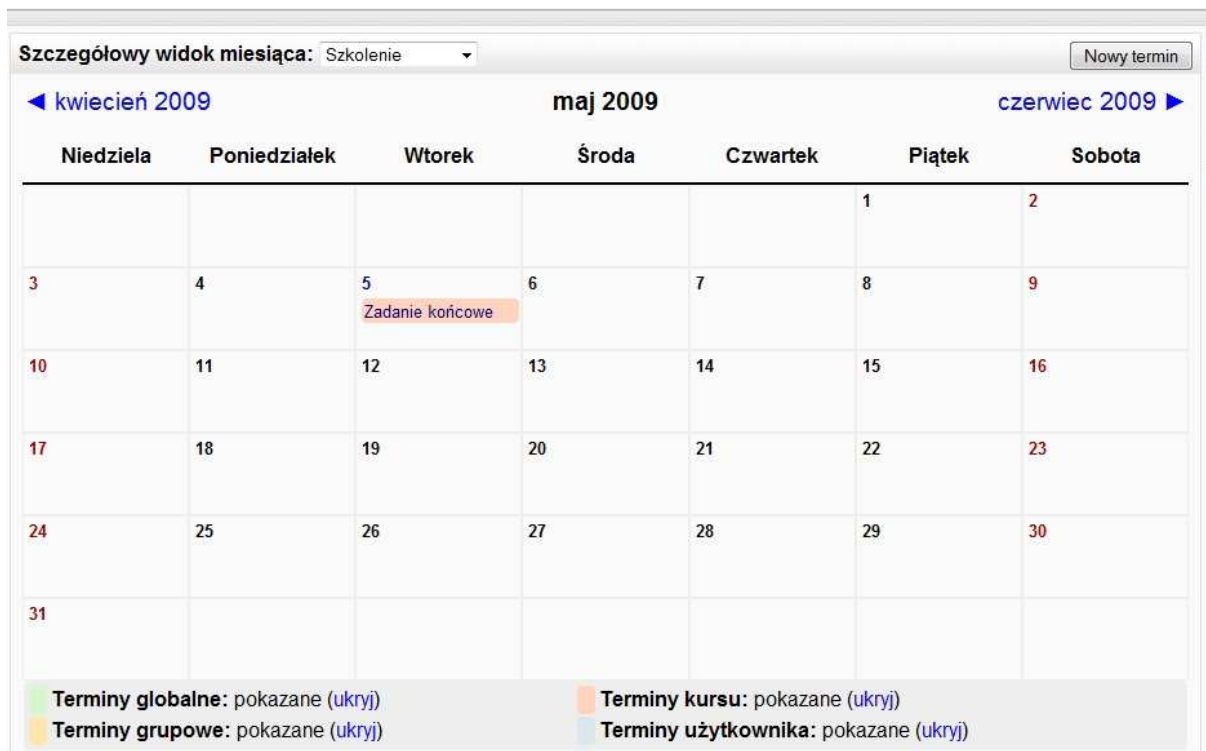 Szczegółowy widok miesiąca: Szkolenie Nowy termin
◄ kwiecień 2009 maj 2009 czerwiec 2009 ►
Niedziela Poniedziałek Wtorek Środa Czwartek Piątek Sobota
1 2
3 4 5 6 7 8 9
Zadanie końcowe
10 11 12 13 14 15 16
17 18 19 20 21 22 23
24 25 26 27 28 29 30
31
Terminy globalne: pokazane (ukryj) Terminy kursu: pokazane (ukryj)
Terminy grupowe: pokazane (ukryj) Terminy użytkownika: pokazane (ukryj)